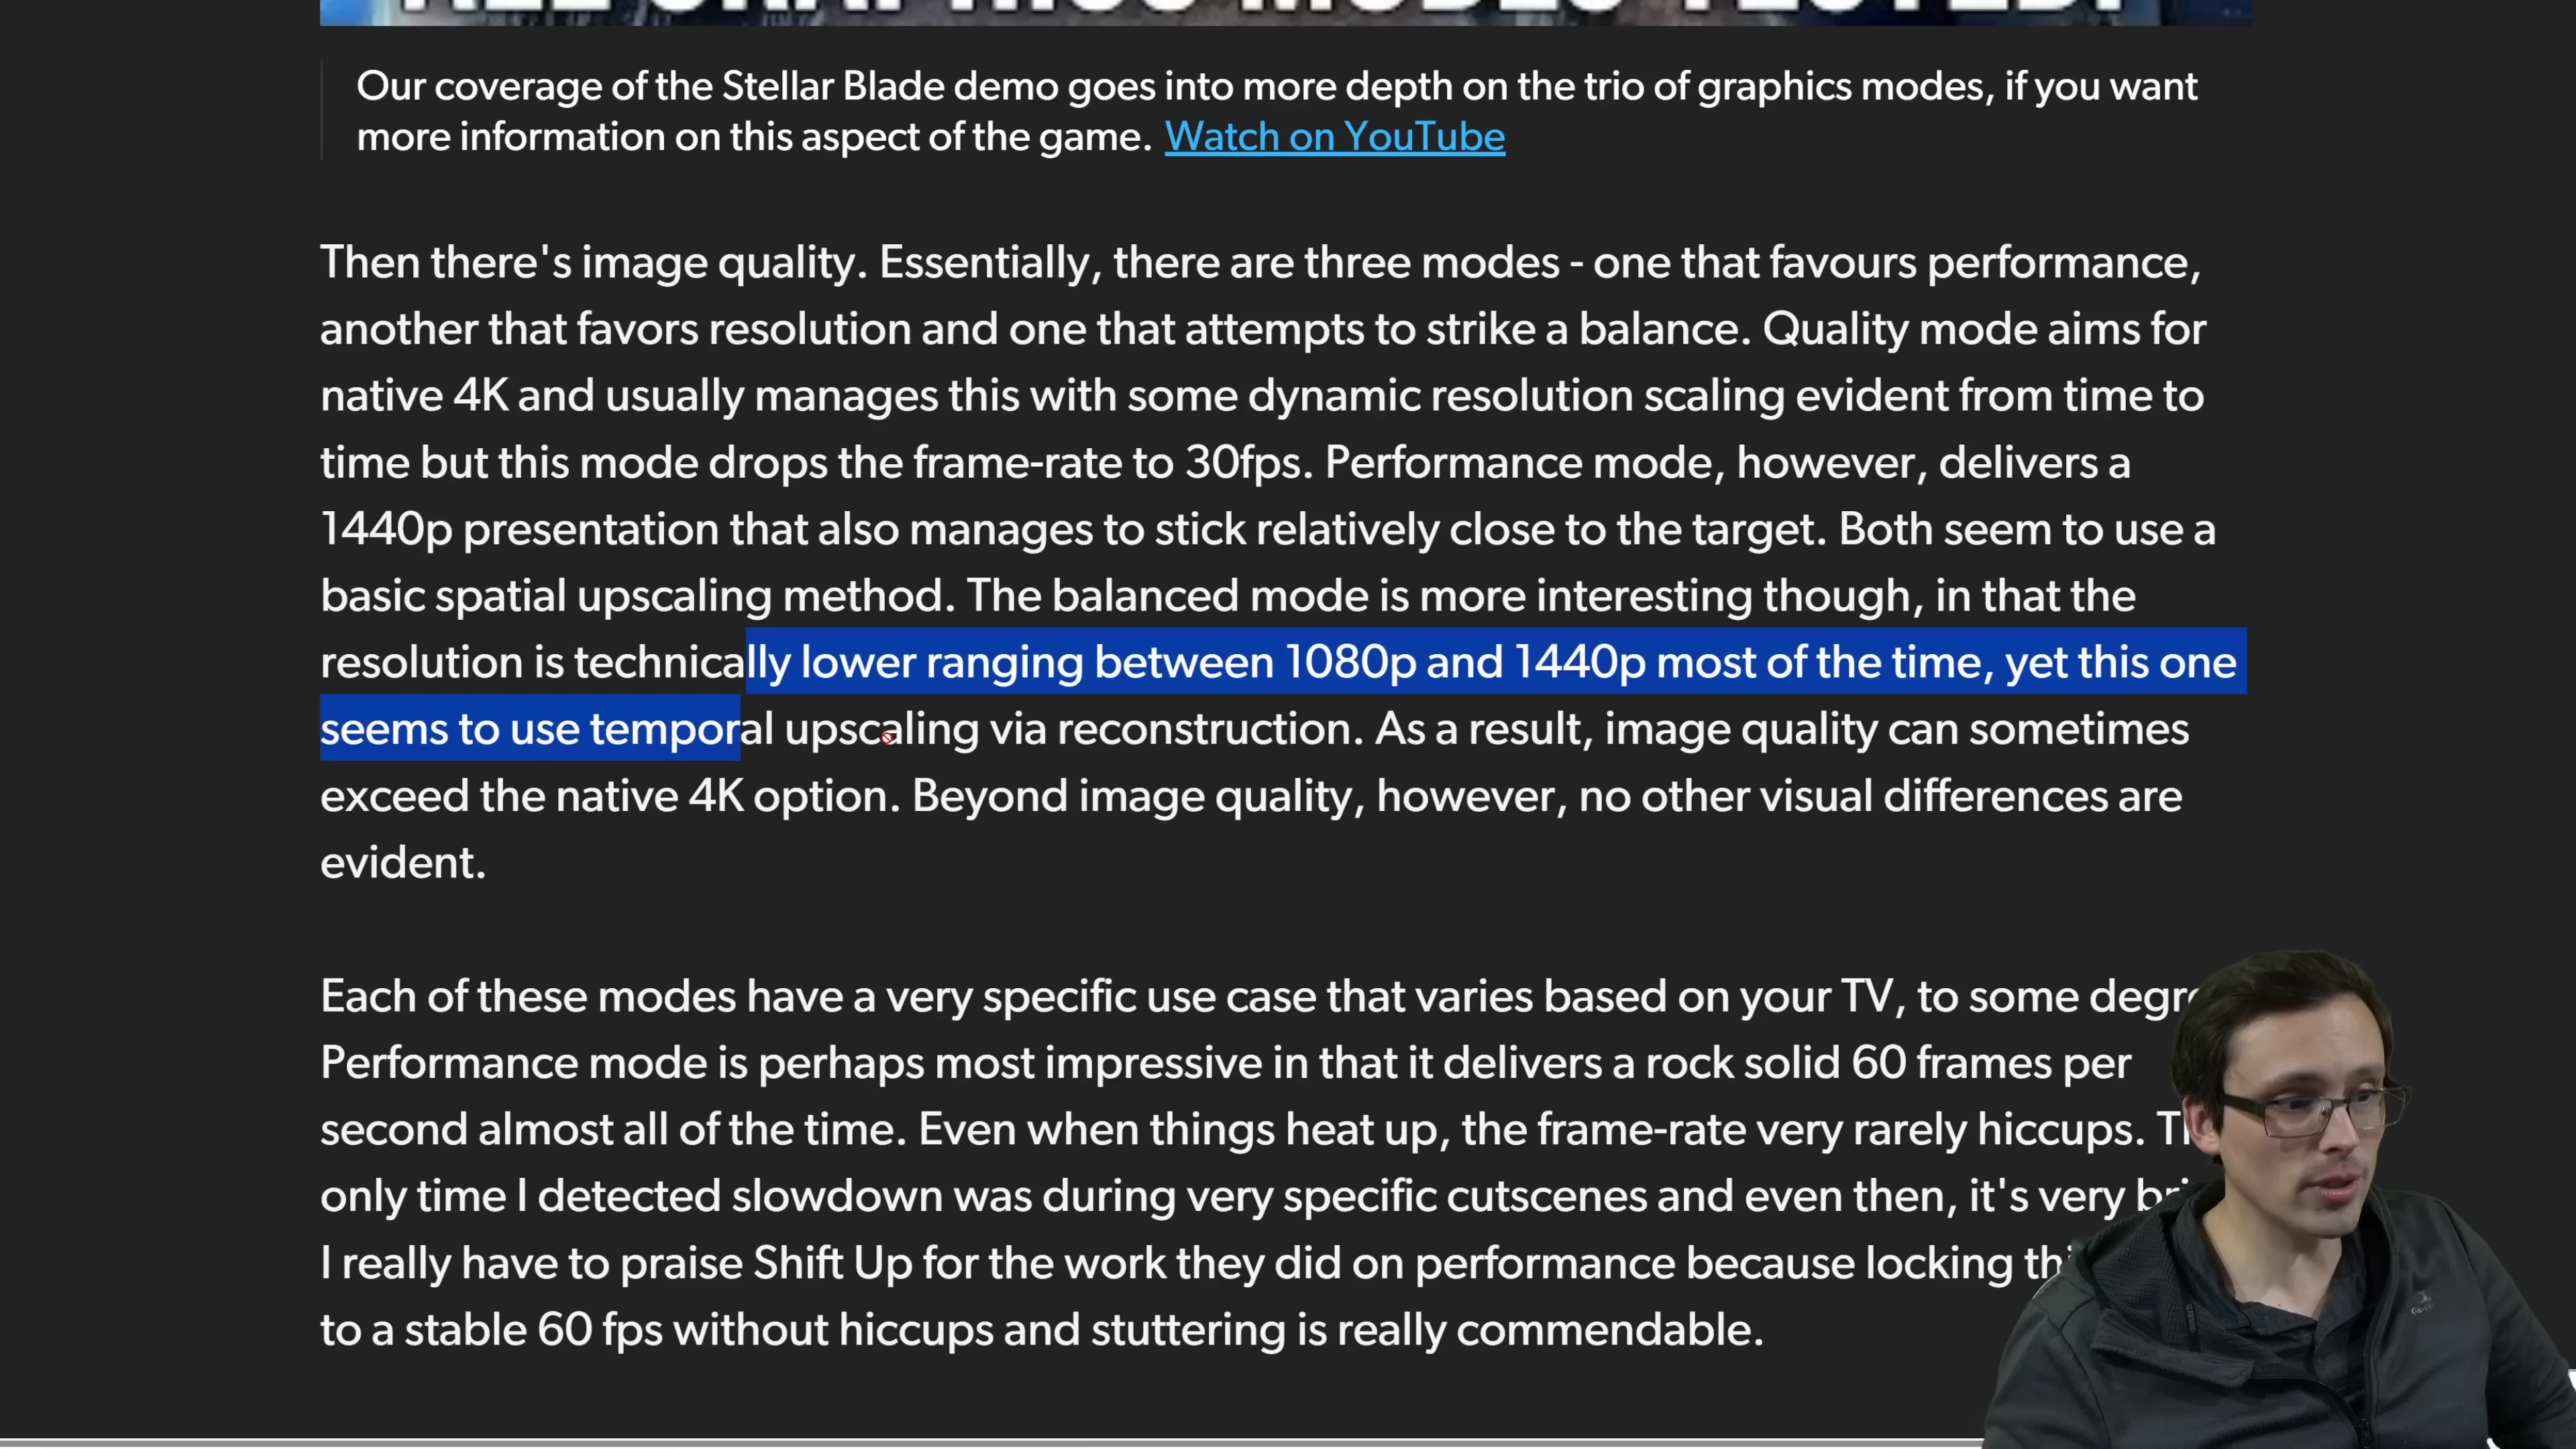 ALL GRAPHICS MODES TESTED!
Our coverage of the Stellar Blade demo goes into more depth on the trio of graphics modes, if you want
more information on this aspect of the game. Watch on YouTube
Then there's image quality. Essentially, there are three modes - one that favours performance,
another that favors resolution and one that attempts to strike a balance. Quality mode aims for
native 4K and usually manages this with some dynamic resolution scaling evident from time to
time but this mode drops the frame-rate to 30fps. Performance mode, however, delivers a
1440p presentation that also manages to stick relatively close to the target. Both seem to use a
basic spatial upscaling method. The balanced mode is more interesting though, in that the
resolution is technically lower ranging between 1080p and 1440p most of the time, yet this one
seems to use temporal upscaling via reconstruction. As a result, image quality can sometimes
exceed the native 4K option. Beyond image quality, however, no other visual differences are
evident.
Each of these modes have a very specific use case that varies based on your TV, to some
Performance mode is perhaps most impressive in that it delivers a rock solid 60 frames per
second almost all of the time. Even when things heat up, the frame-rate very rarely hiccups.
only time I detected slowdown was during very specific cutscenes and even then, it's very
I really have to praise Shift Up for the work they did on performance because locking
to a stable 60 fps without hiccups and stuttering is really commendable.